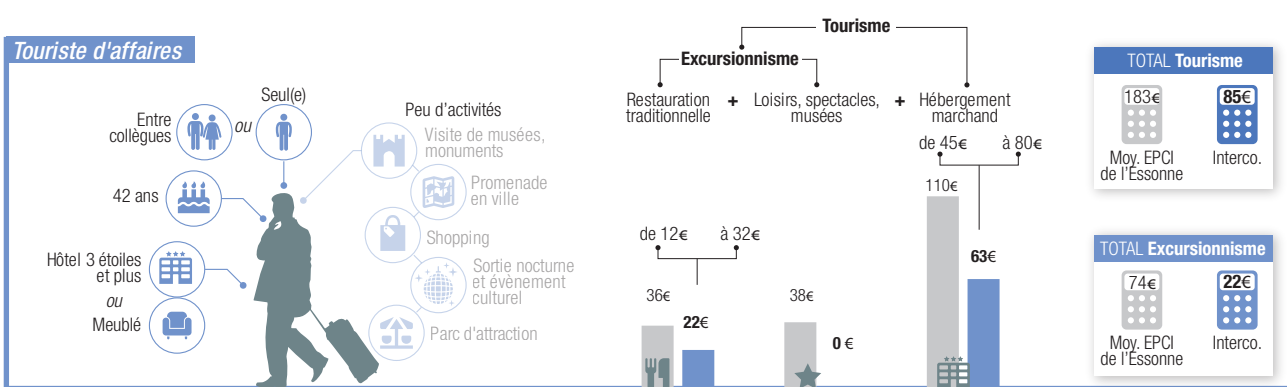 Touriste d'affaires
Seul(e)
Entre
collègues
ou
42 ans
Hôtel 3 étoiles
et plus
ou
Meublé
Peu d'activités
Visite de musées,
monuments
Promenade
en ville
Shopping
Sortie nocturne
et évènement
culturel
Parc d'attraction
Tourisme
Excursionnisme
Restauration
traditionnelle
+
Loisirs, spectacles,
musées
+
Hébergement
marchand
de 12€ à 32€
36€
22€
38€
0 €
de 45€ à 80€
110€
63€
TOTAL Tourisme
183€
85€
Moy. EPCI
de l'Essonne
Interco.
TOTAL Excursionnisme
74€
22€
Moy. EPCI
de l'Essonne
Interco.